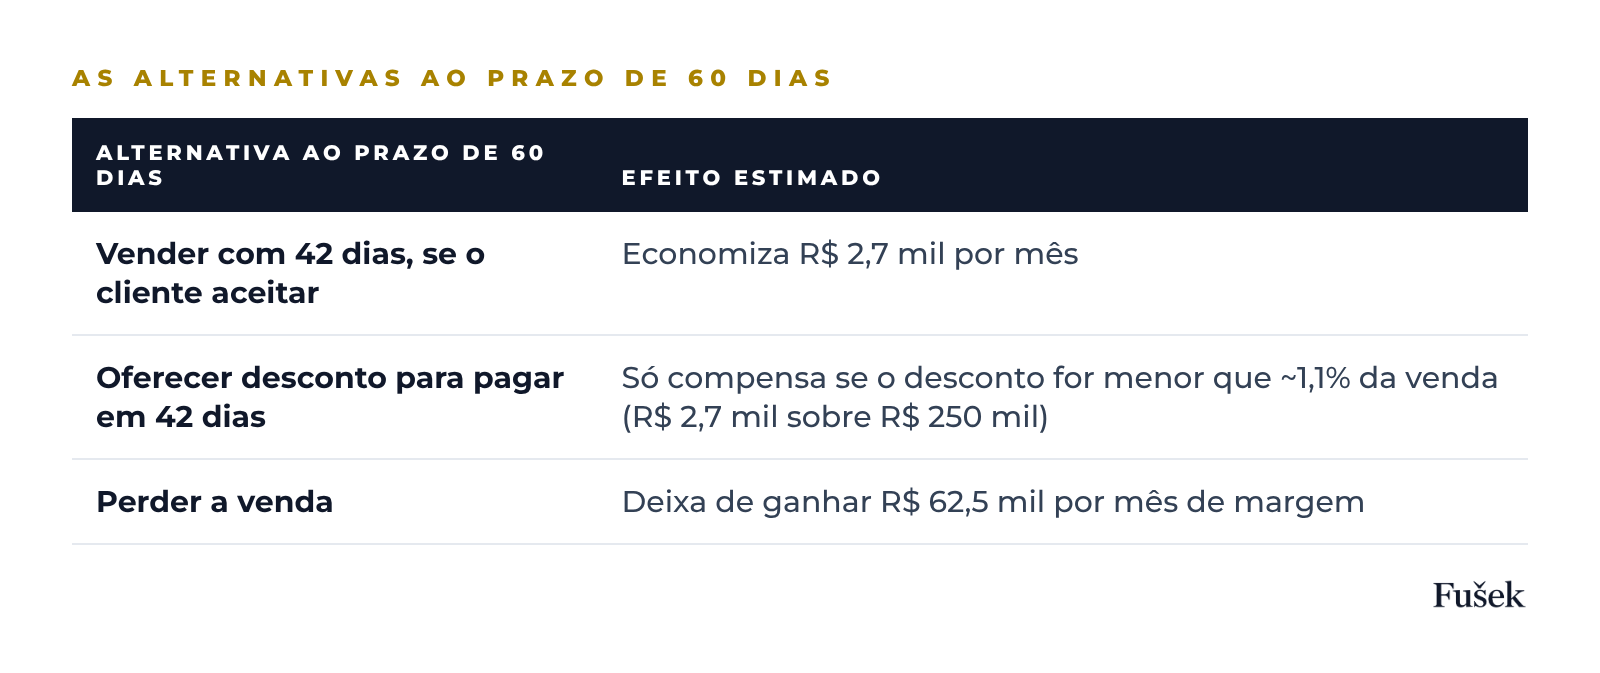 AS ALTERNATIVAS AO PRAZO DE 60 DIAS
ALTERNATIVA AO PRAZO DE 60
DIAS
EFEITO ESTIMADO
Vender com 42 dias, se o
cliente aceitar
Economiza R$ 2,7 mil por mês
Oferecer desconto para pagar
em 42 dias
Só compensa se o desconto for menor que ~1,1% da venda
(R$ 2,7 mil sobre R$ 250 mil)
Perder a venda
Deixa de ganhar R$ 62,5 mil por mês de margem
Fušek